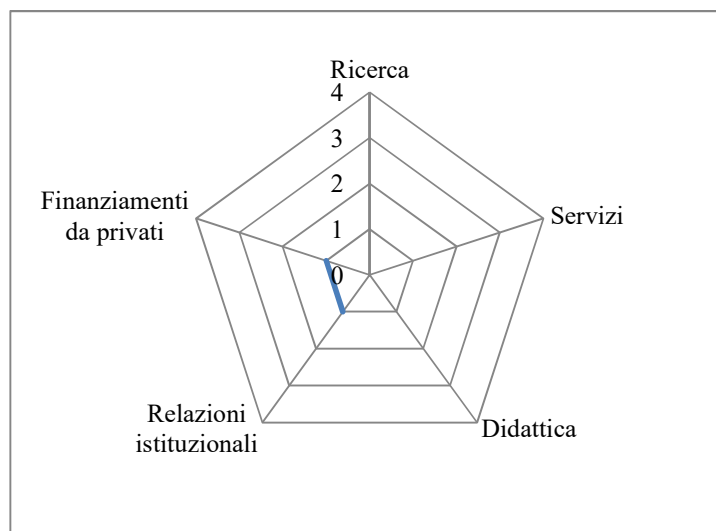 Ricerca
4
3
2
1
0
Servizi
Didattica
Relazioni
istituzionali
Finanziamenti
da privati